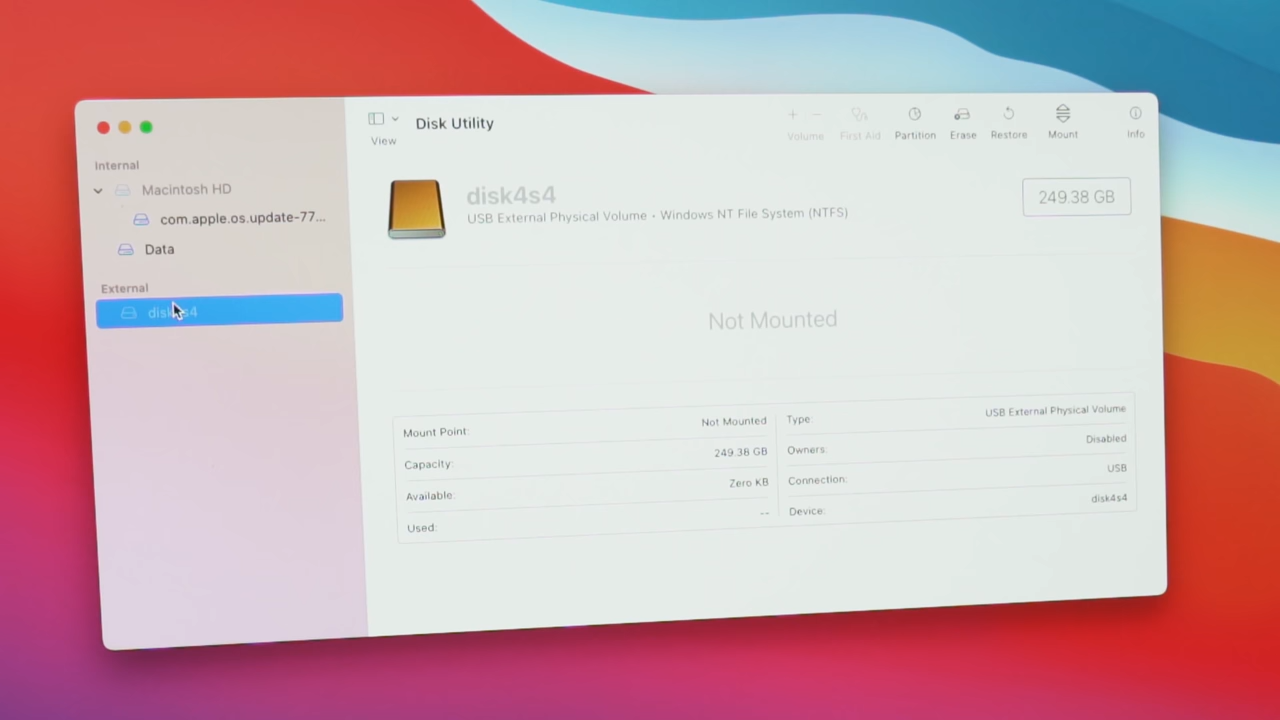 View
Disk Utility
Volume
First Aid
Partition
Erase
Restore
Mount
Info
Internal
Macintosh HD
com.apple.os.update-77...
Data
External
disk4s4
disk4s4
USB External Physical Volume • Windows NT File System (NTFS)
249.38 GB
Not Mounted
Mount Point: Not Mounted
Capacity: 249.38 GB
Available: Zero KB
Used: --
Type: USB External Physical Volume
Owners: Disabled
Connection: USB
Device: disk4s4